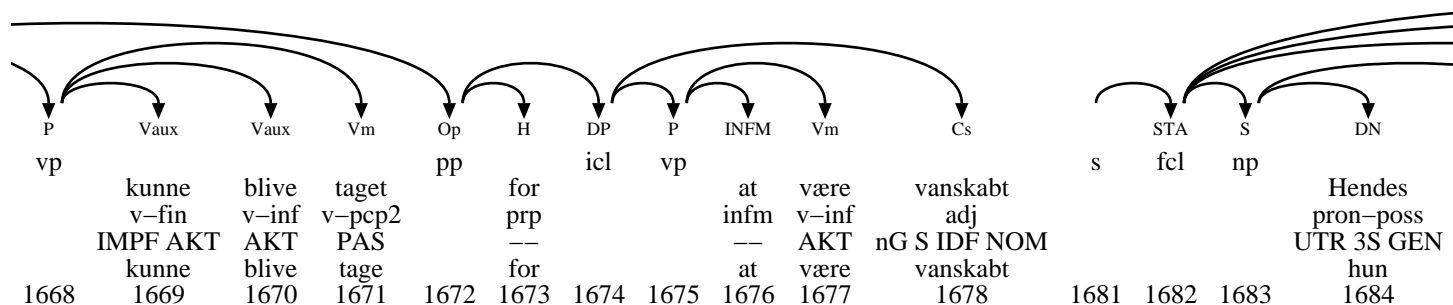 P Vaux Vaux Vm Op H DP P INFM Vm Cs STA S DN
vp pp icl vp s fcl np
kunne blive taget for at være vanskabt Hendes
v−fin v−inf v−pcp2 prp infm v−inf adj pron−poss
IMPF AKT AKT PAS −− −− AKT nG S IDF NOM UTR 3S GEN
kunne blive tage for at være vanskabt hun
1668 1669 1670 1671 1672 1673 1674 1675 1676 1677 1678 1681 1682 1683 1684